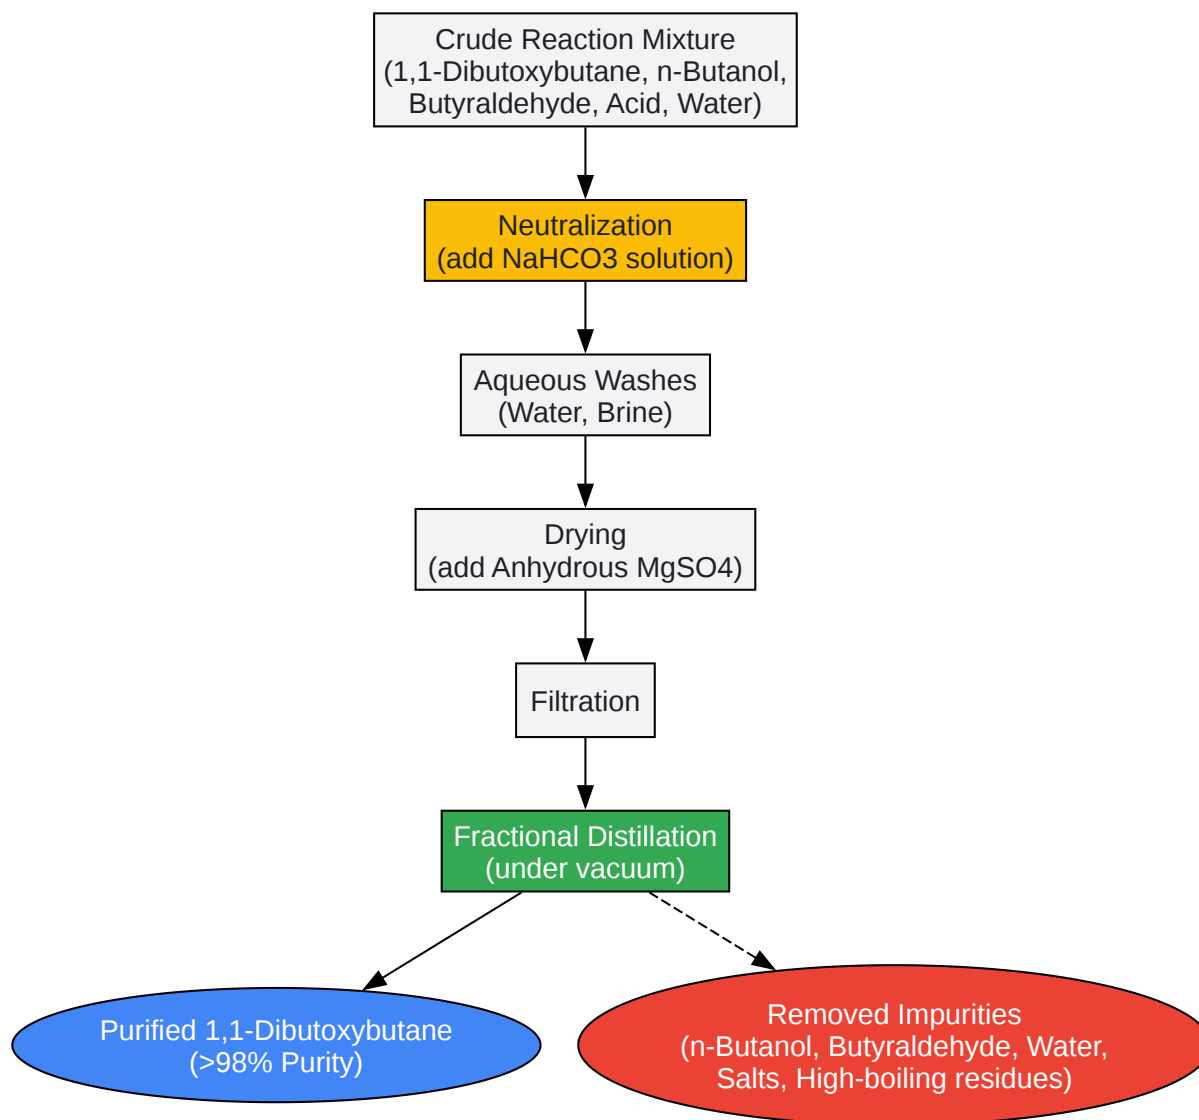 Crude Reaction Mixture
(1,1-Dibutoxybutane, n-Butanol,
Butyraldehyde, Acid, Water)
Neutralization
(add NaHCO3 solution)
Aqueous Washes
(Water, Brine)
Drying
(add Anhydrous MgSO4)
Filtration
Fractional Distillation
(under vacuum)
Purified 1,1-Dibutoxybutane
(>98% Purity)
Removed Impurities
(n-Butanol, Butyraldehyde, Water,
Salts, High-boiling residues)